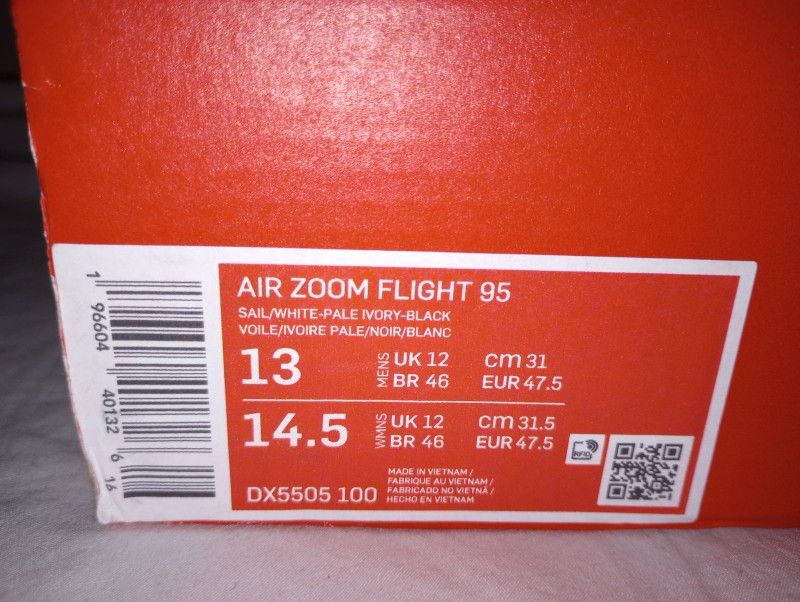 1 96604 40132 6 16
AIR ZOOM FLIGHT 95
SAIL/WHITE-PALE IVORY-BLACK
VOILE/IVOIRE PALE/NOIR/BLANC
13 MENS UK 12 cm 31
BR 46 EUR 47.5
14.5 WMNS UK 12 cm 31.5
BR 46 EUR 47.5
RFID
DX5505 100
MADE IN VIETNAM /
FABRIQUE AU VIETNAM /
FABRICADO NO VIETNÃ /
HECHO EN VIETNAM